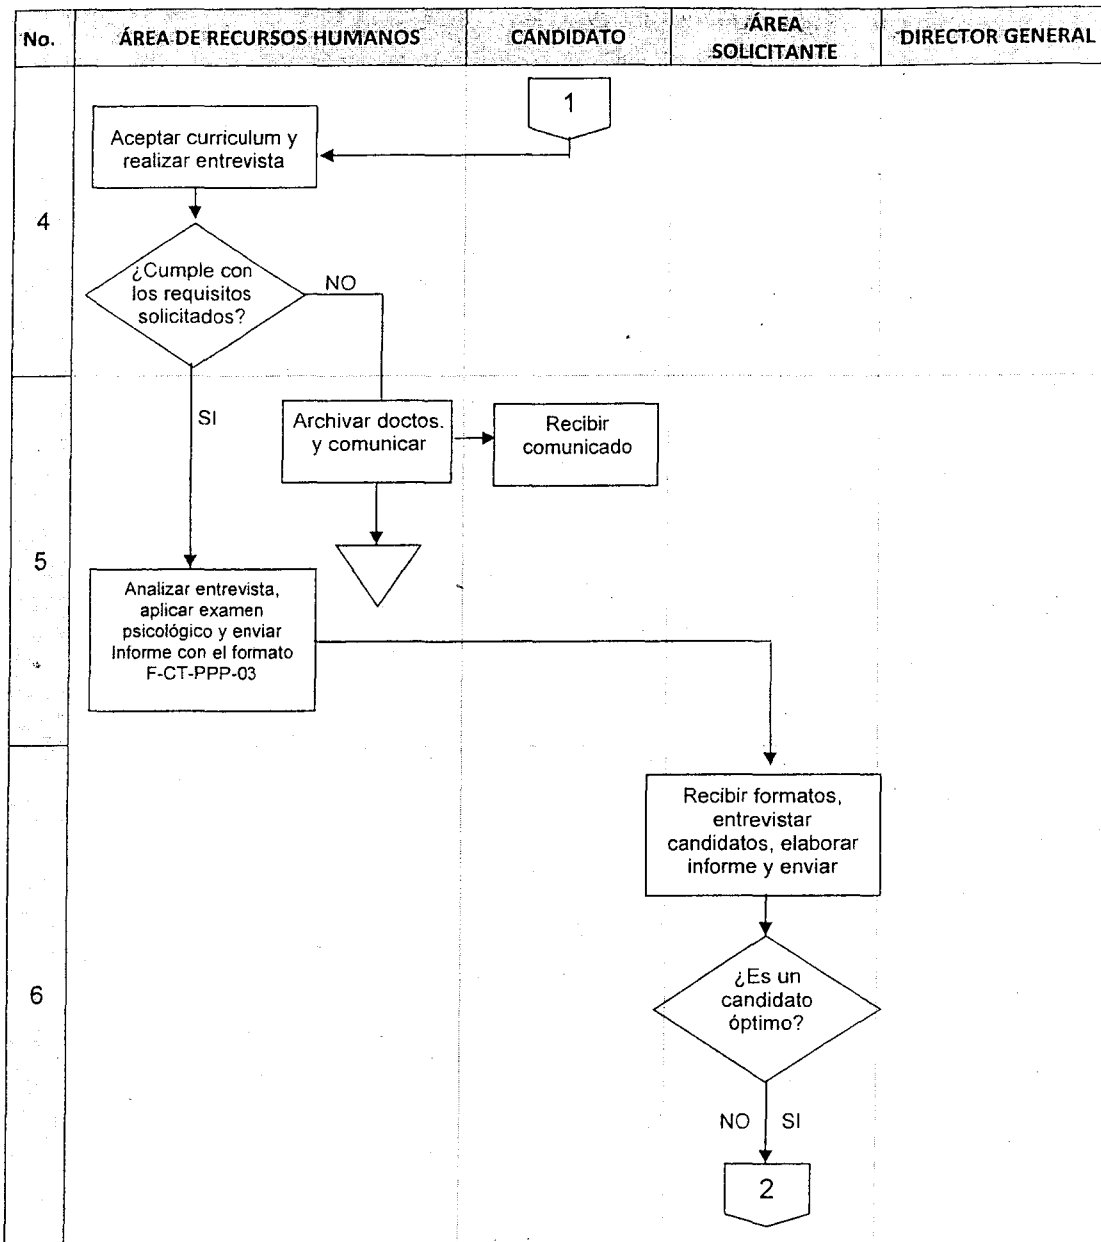 No.
ÁREA DE RECURSOS HUMANOS
CANDIDATO
ÁREA
SOLICITANTE
DIRECTOR GENERAL
1
Aceptar curriculum y
realizar entrevista
4
¿Cumple con
los requisitos
solicitados?
NO
SI
Archivar doctos.
y comunicar
Recibir
comunicado
5
Analizar entrevista,
aplicar examen
psicológico y enviar
Informe con el formato
F-CT-PPP-03
Recibir formatos,
entrevistar
candidatos, elaborar
informe y enviar
6
¿Es un
candidato
óptimo?
NO SI
2